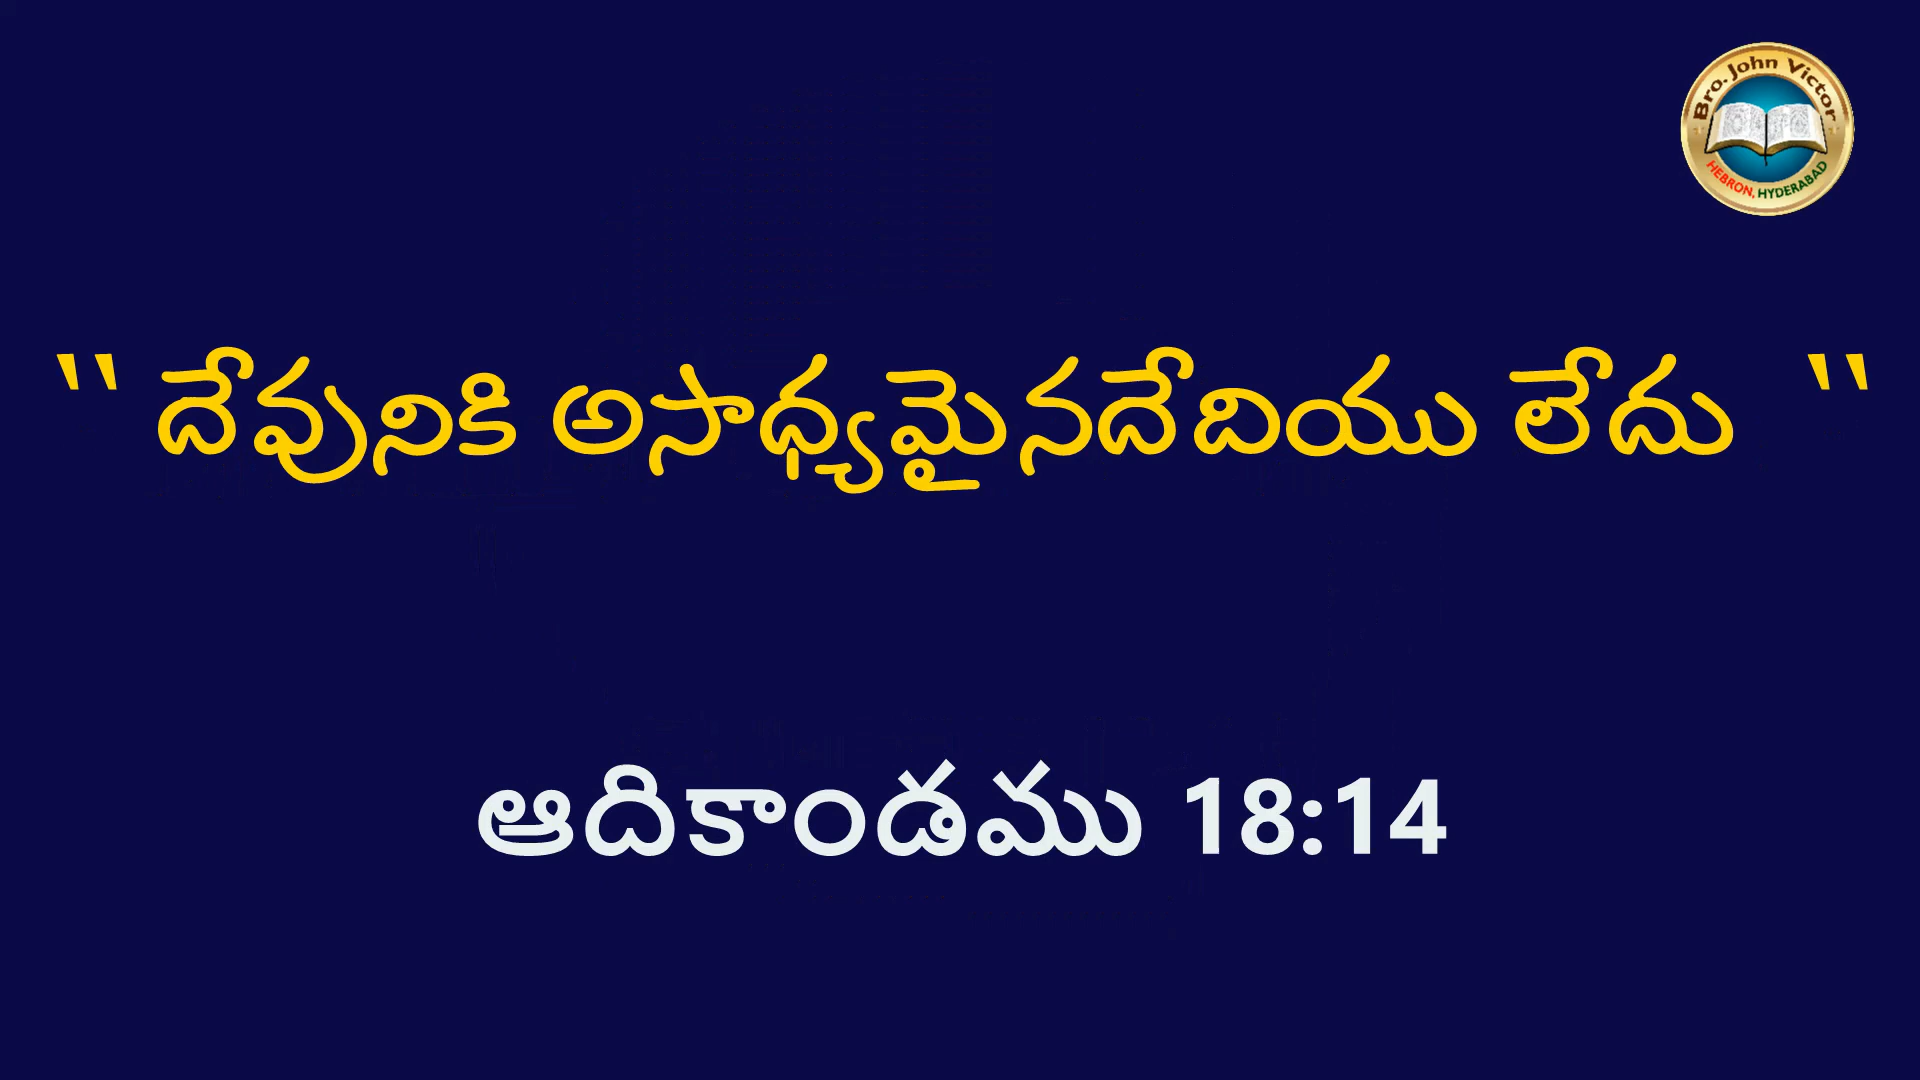 Bro. John Victor
HEBRON, HYDERABAD
" దేవునికి అసాధ్యమైనదేదియు లేదు "
ఆదికాండము 18:14